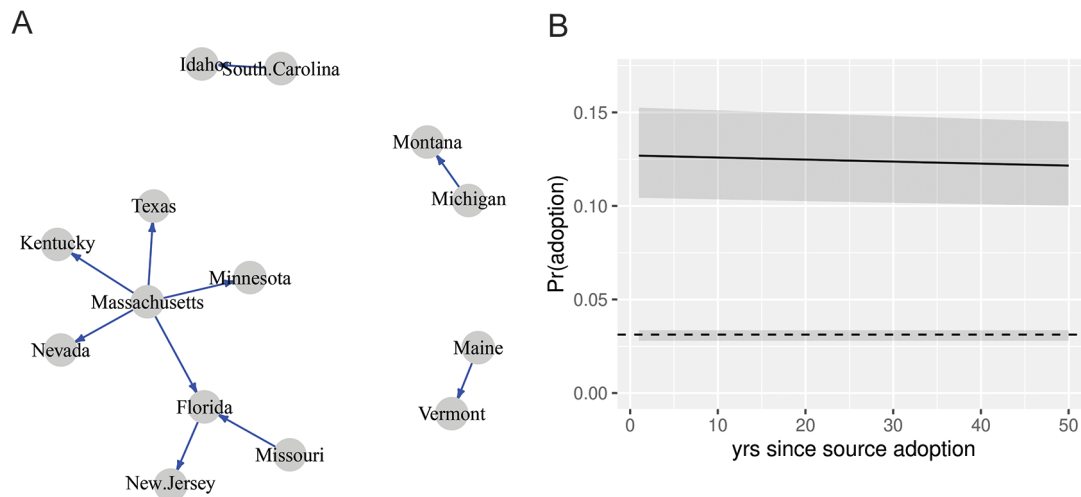 A
Idaho
South.Carolina
Montana
Michigan
Texas
Kentucky
Minnesota
Massachusetts
Nevada
Maine
Vermont
Florida
Missouri
New.Jersey
B
Pr(adoption)
0.15
0.10
0.05
0.00
0 10 20 30 40 50
yrs since source adoption